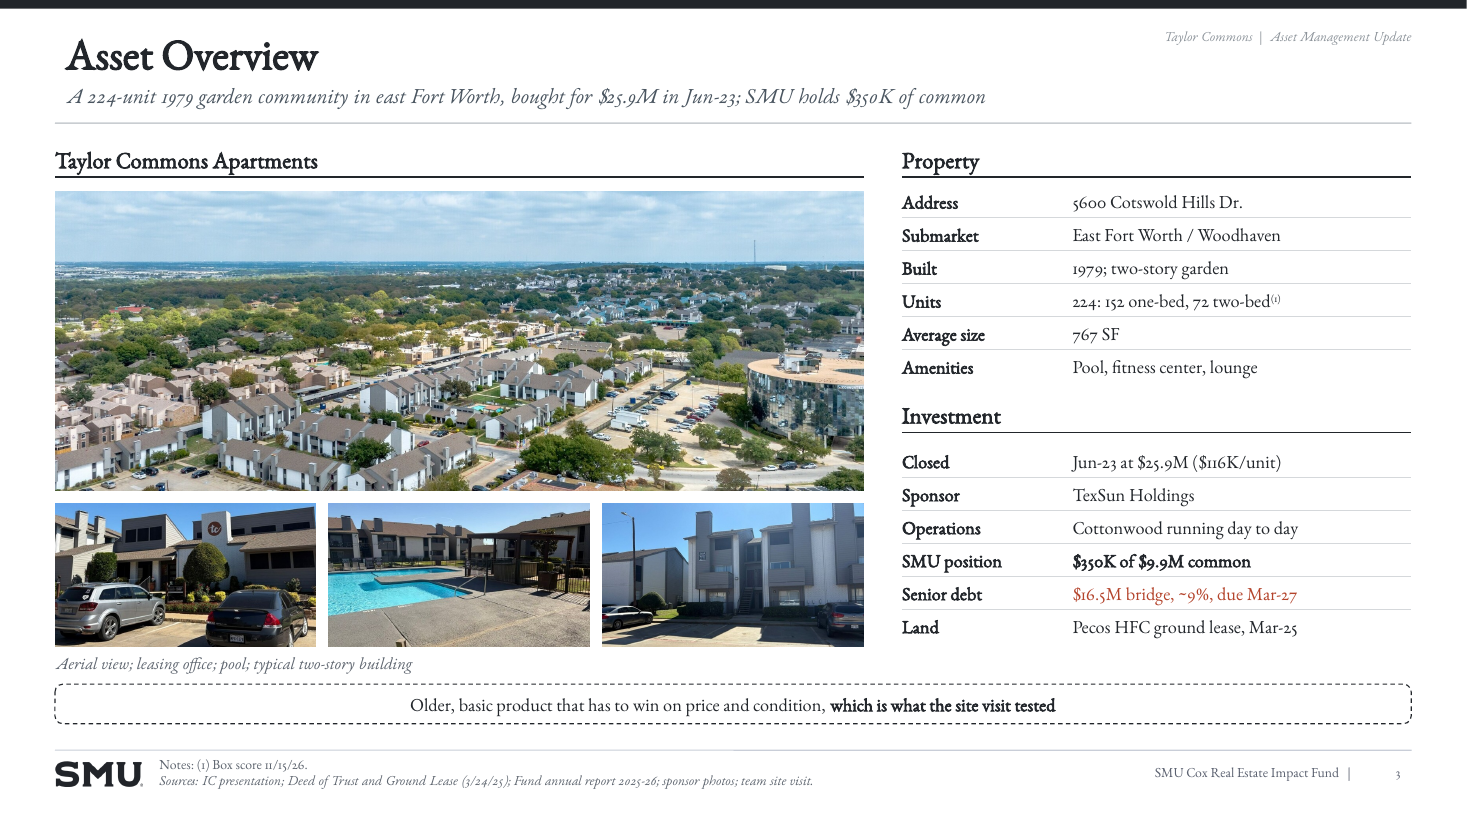 Taylor Commons | Asset Management Update
Asset Overview
A 224-unit 1979 garden community in east Fort Worth, bought for $25.9M in Jun-23; SMU holds $350K of common
Taylor Commons Apartments
tc
Aerial view; leasing office; pool; typical two-story building
Property
Address 5600 Cotswold Hills Dr.
Submarket East Fort Worth / Woodhaven
Built 1979; two-story garden
Units 224: 152 one-bed, 72 two-bed(1)
Average size 767 SF
Amenities Pool, fitness center, lounge
Investment
Closed Jun-23 at $25.9M ($116K/unit)
Sponsor TexSun Holdings
Operations Cottonwood running day to day
SMU position $350K of $9.9M common
Senior debt $16.5M bridge, ~9%, due Mar-27
Land Pecos HFC ground lease, Mar-25
Older, basic product that has to win on price and condition, which is what the site visit tested
SMU®
Notes: (1) Box score 11/15/26.
Sources: IC presentation; Deed of Trust and Ground Lease (3/24/25); Fund annual report 2025-26; sponsor photos; team site visit.
SMU Cox Real Estate Impact Fund | 3